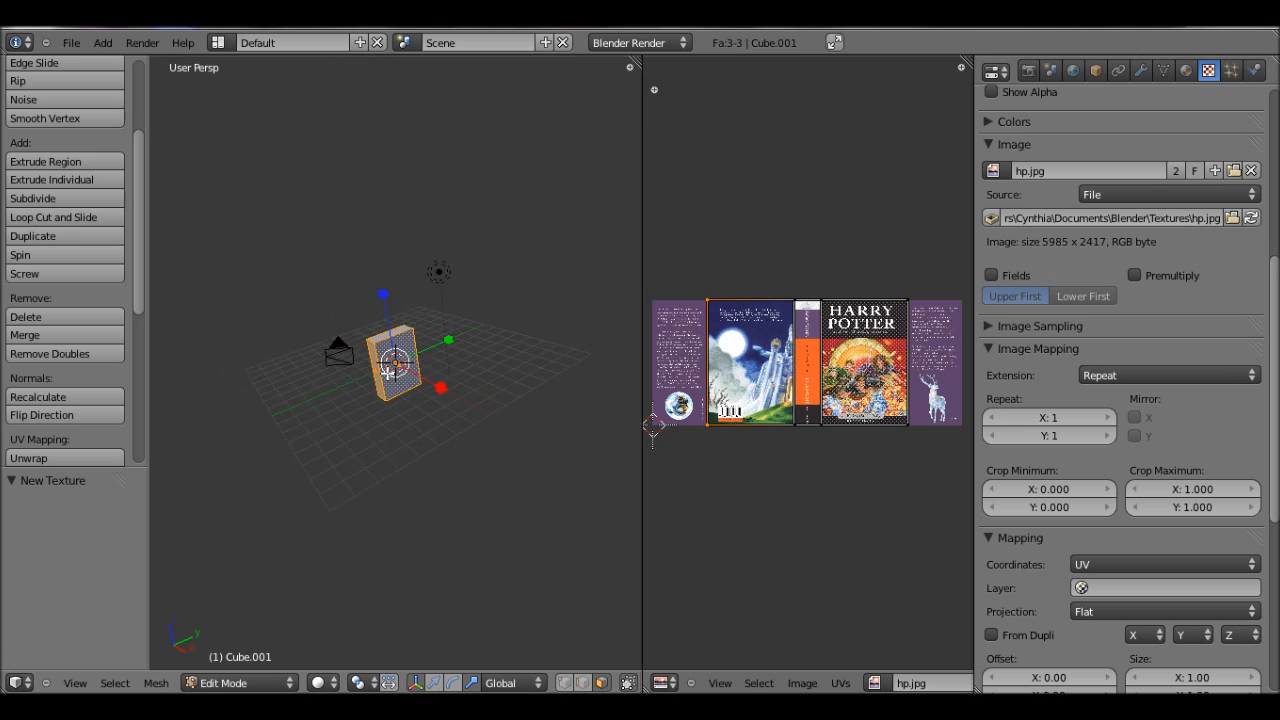 File Add Render Help Default Scene Blender Render Fa:3-3 | Cube.001
Edge Slide
Rip
Noise
Smooth Vertex
Add:
Extrude Region
Extrude Individual
Subdivide
Loop Cut and Slide
Duplicate
Spin
Screw
Remove:
Delete
Merge
Remove Doubles
Normals:
Recalculate
Flip Direction
UV Mapping:
Unwrap
New Texture
User Persp
(1) Cube.001
View Select Mesh Edit Mode Global
HARRY
POTTER
View Select Image UVs hp.jpg
Show Alpha
Colors
Image
hp.jpg 2 F
Source: File
rs\Cynthia\Documents\Blender\Textures\hp.jpg
Image: size 5985 x 2417, RGB byte
Fields Premultiply
Upper First Lower First
Image Sampling
Image Mapping
Extension: Repeat
Repeat: Mirror:
X: 1 X
Y: 1 Y
Crop Minimum: Crop Maximum:
X: 0.000 X: 1.000
Y: 0.000 Y: 1.000
Mapping
Coordinates: UV
Layer:
Projection: Flat
From Dupli X Y Z
Offset: Size:
X: 0.00 X: 1.00